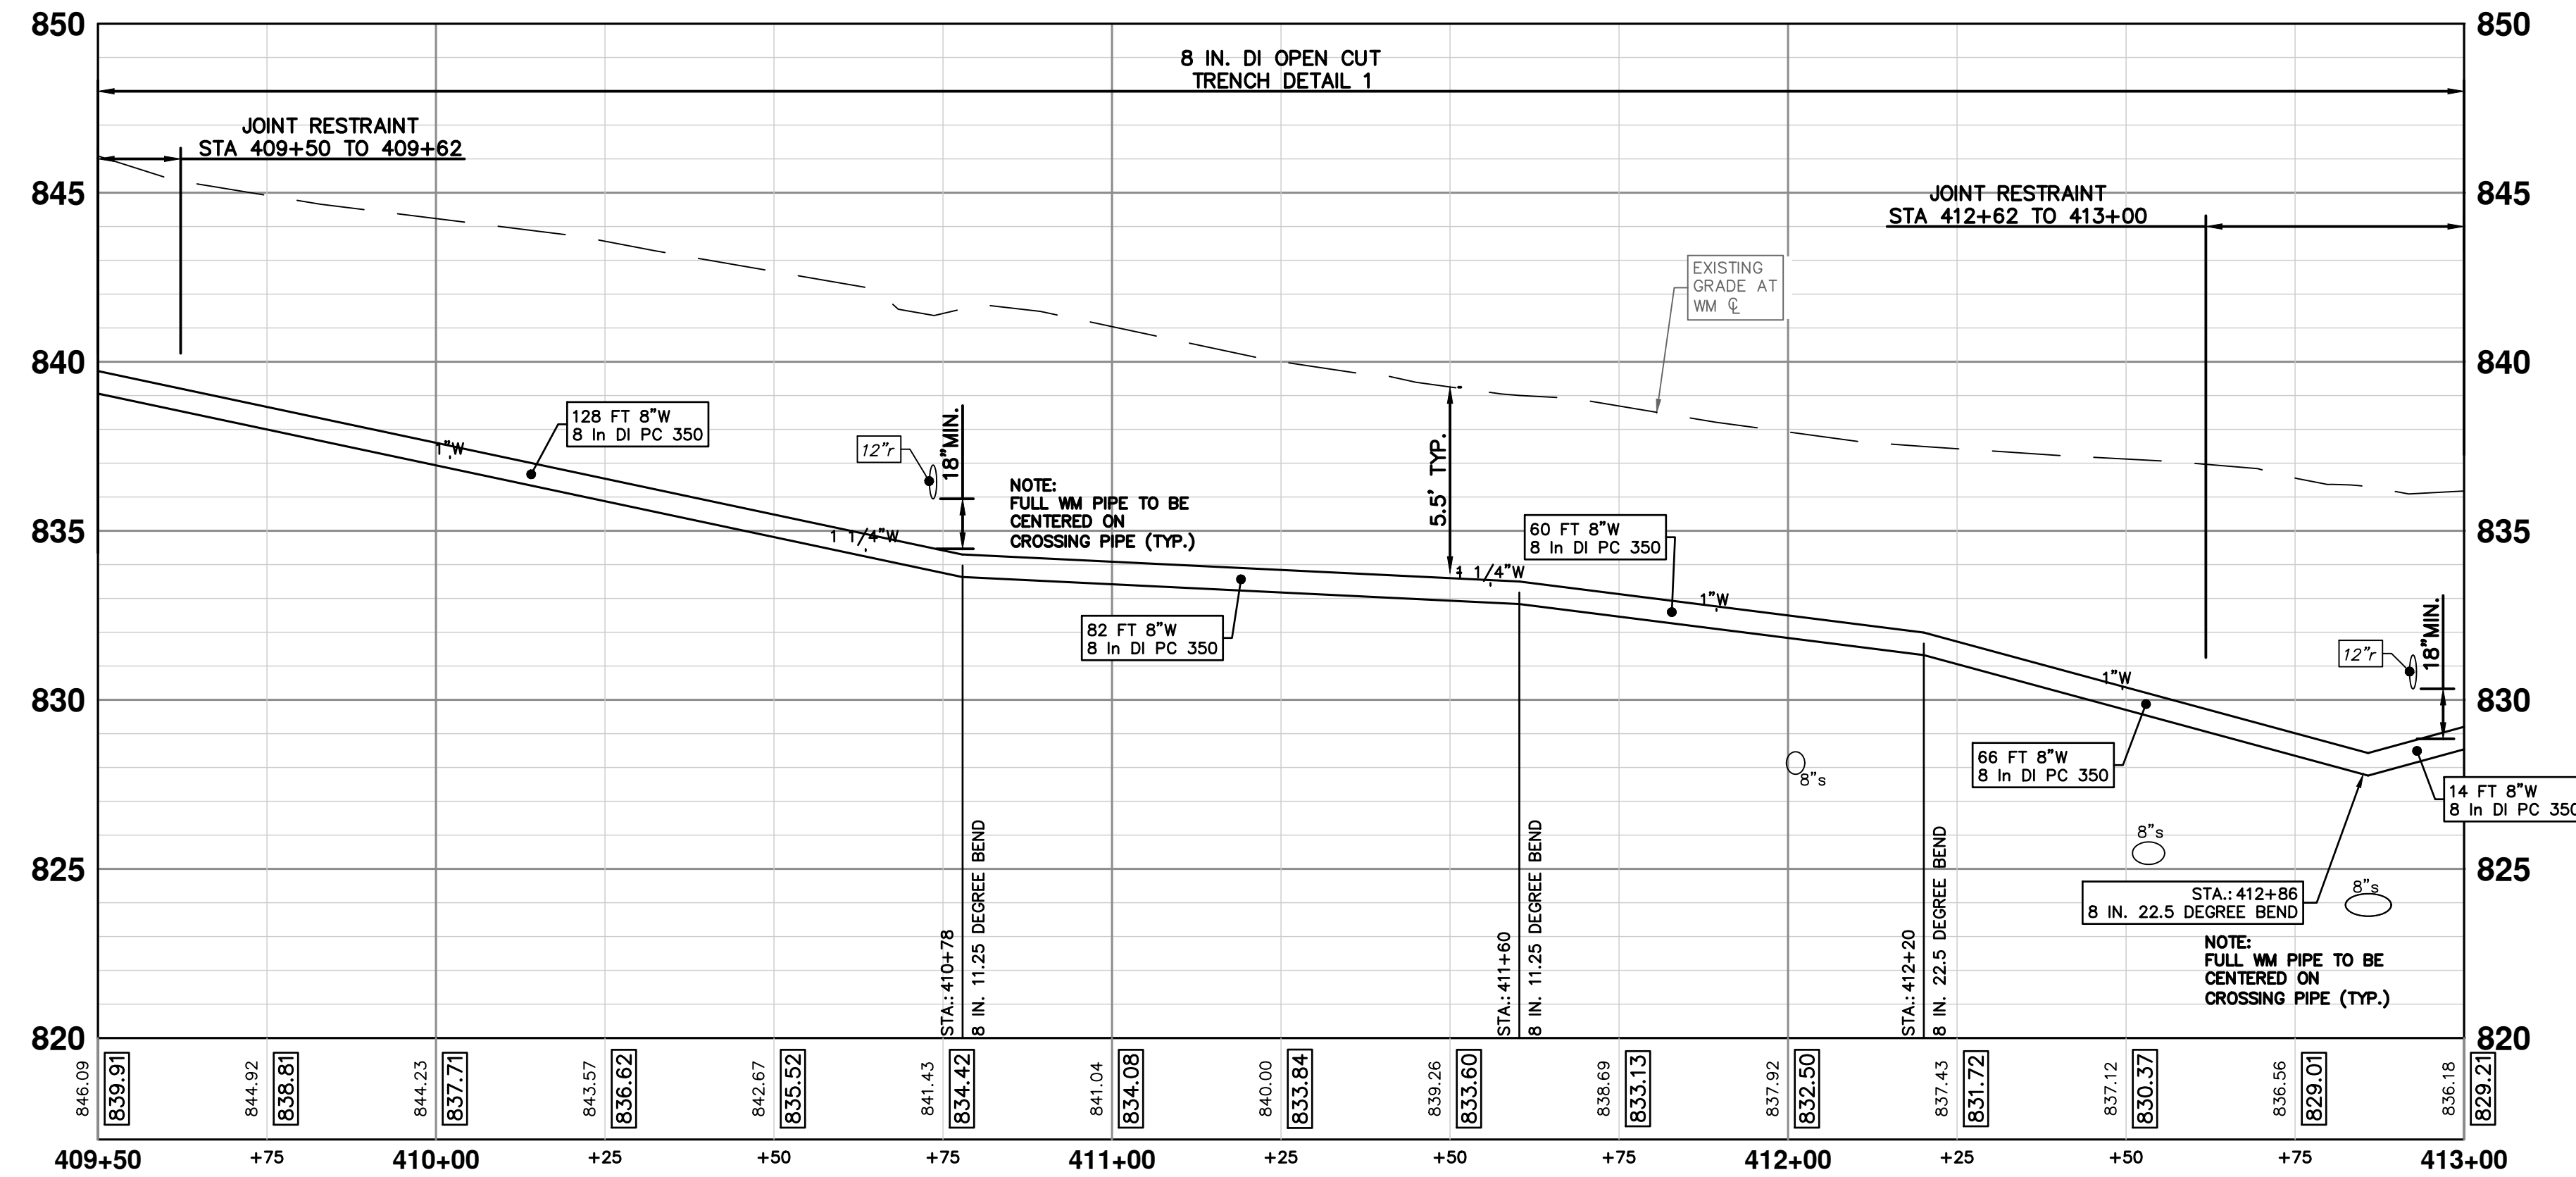 850
850
8 IN. DI OPEN CUT
TRENCH DETAIL 1
JOINT RESTRAINT
STA 409+50 TO 409+62
845
845
JOINT RESTRAINT
STA 412+62 TO 413+00
EXISTING
GRADE AT
WM ℄
840
840
128 FT 8"W
8 In DI PC 350
1"W
12"r
18"MIN.
NOTE:
FULL WM PIPE TO BE
CENTERED ON
CROSSING PIPE (TYP.)
5.5' TYP.
835
835
1 1/4"W
60 FT 8"W
8 In DI PC 350
1 1/4"W
1"W
82 FT 8"W
8 In DI PC 350
12"r
18"MIN.
1"W
830
830
66 FT 8"W
8 In DI PC 350
8"s
14 FT 8"W
8 In DI PC 350
8"s
825
825
8"s
STA.: 412+86
8 IN. 22.5 DEGREE BEND
NOTE:
FULL WM PIPE TO BE
CENTERED ON
CROSSING PIPE (TYP.)
STA.: 410+78
8 IN. 11.25 DEGREE BEND
STA.: 411+60
8 IN. 11.25 DEGREE BEND
STA.: 412+20
8 IN. 22.5 DEGREE BEND
820
820
846.09
839.91
844.92
838.81
844.23
837.71
843.57
836.62
842.67
835.52
841.43
834.42
841.04
834.08
840.00
833.84
839.26
833.60
838.69
833.13
837.92
832.50
837.43
831.72
837.12
830.37
836.56
829.01
836.18
829.21
409+50
+75
410+00
+25
+50
+75
411+00
+25
+50
+75
412+00
+25
+50
+75
413+00